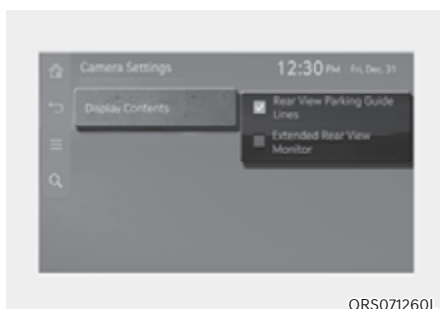 Camera Settings
12:30 PM Fri, Dec. 31
Display Contents
Rear View Parking Guide
Lines
Extended Rear View
Monitor
ORS071260L